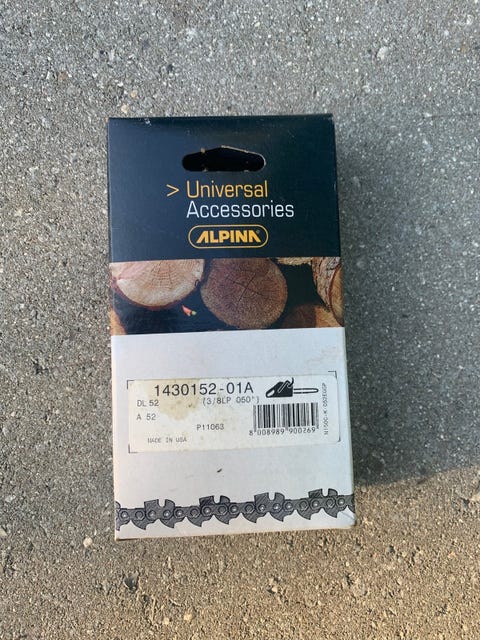 > Universal
Accessories
ALPINA
1430152-01A
DL 52 (3/8LP .050")
A 52
P11063
MADE IN USA
8 008989 900269